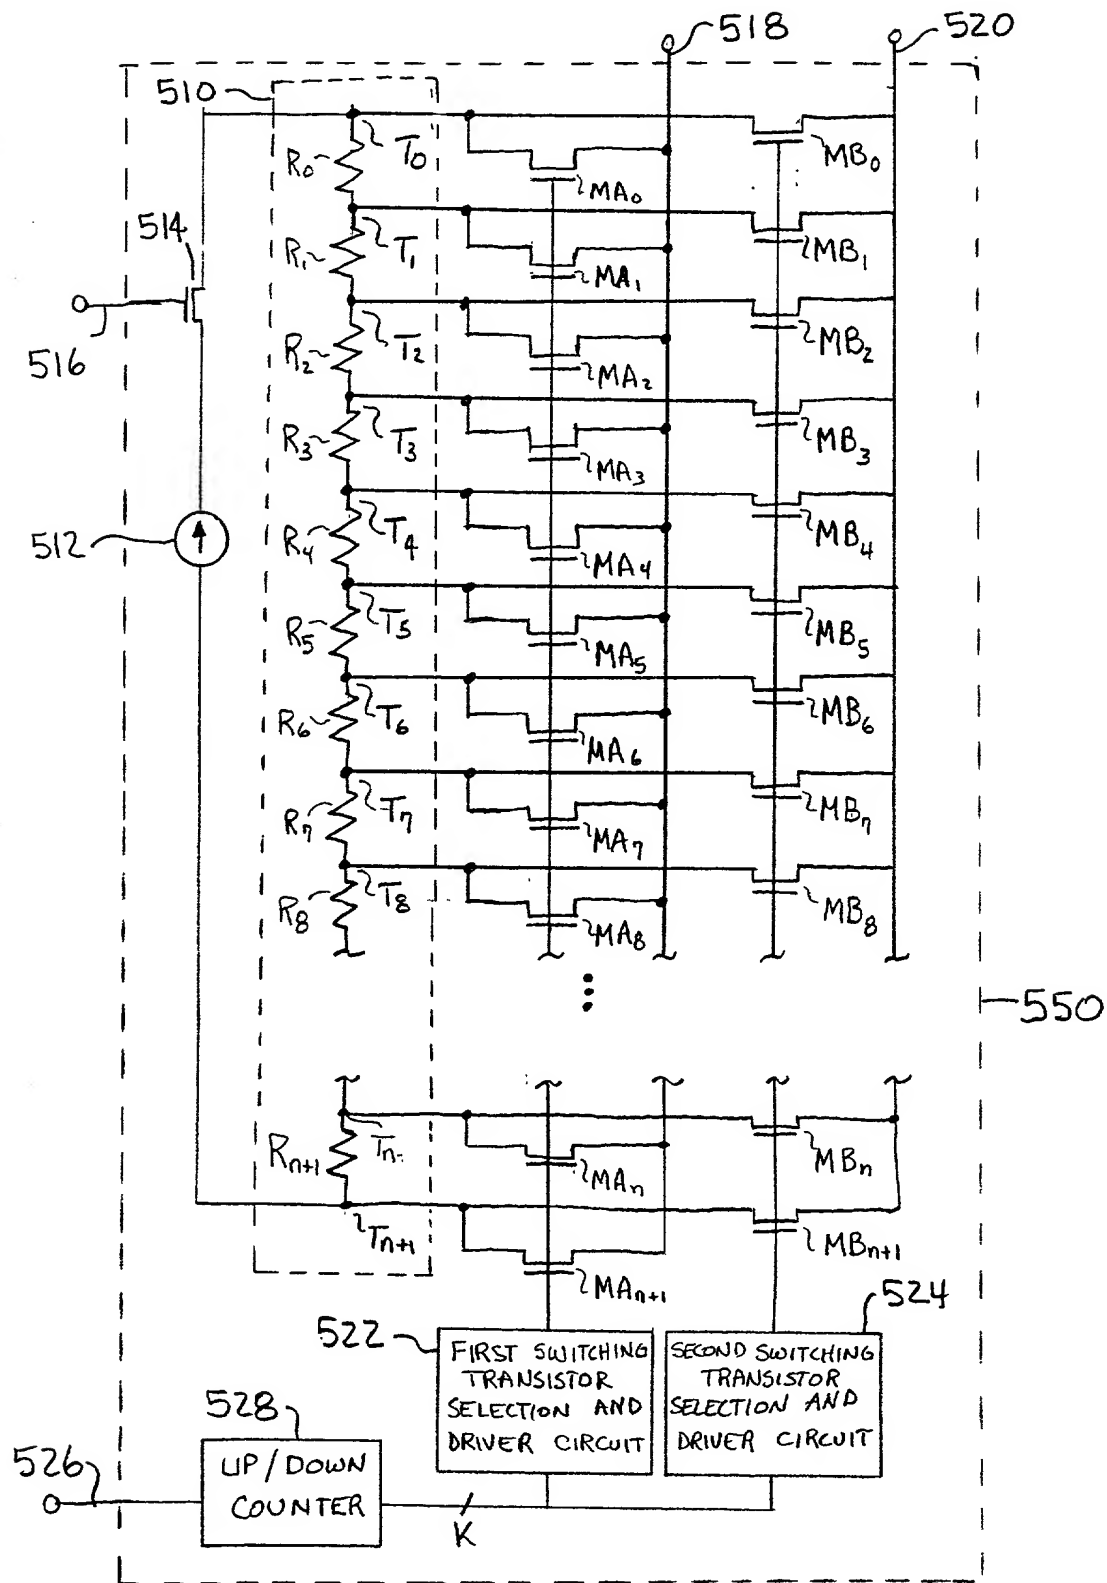 518
520
510
T0
R0
MA0
MB0
514
R1
T1
MA1
MB1
516
R2
T2
MA2
MB2
R3
T3
MA3
MB3
512
R4
T4
MA4
MB4
R5
T5
MA5
MB5
R6
T6
MA6
MB6
R7
T7
MA7
MB7
R8
T8
MA8
MB8
550
Rn+1
Tn
MAn
MBn
Tn+1
MAn+1
MBn+1
522
524
FIRST SWITCHING
TRANSISTOR
SELECTION AND
DRIVER CIRCUIT
SECOND SWITCHING
TRANSISTOR
SELECTION AND
DRIVER CIRCUIT
528
526
UP/DOWN
COUNTER
K